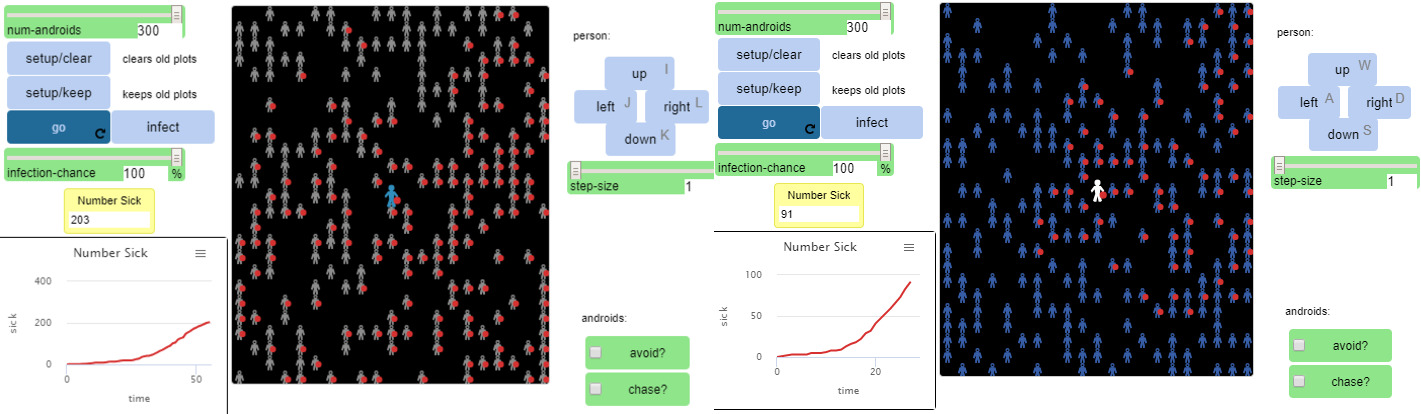 num-androids 300
setup/clear clears old plots
setup/keep keeps old plots
go infect
infection-chance 100 %
Number Sick
203
Number Sick
400
200
0
sick
0 50
time
person:
up I
left J right L
down K
step-size 1
androids:
avoid?
chase?
num-androids 300
setup/clear clears old plots
setup/keep keeps old plots
go infect
infection-chance 100 %
Number Sick
91
Number Sick
100
50
0
sick
0 20
time
person:
up W
left A right D
down S
step-size 1
androids:
avoid?
chase?